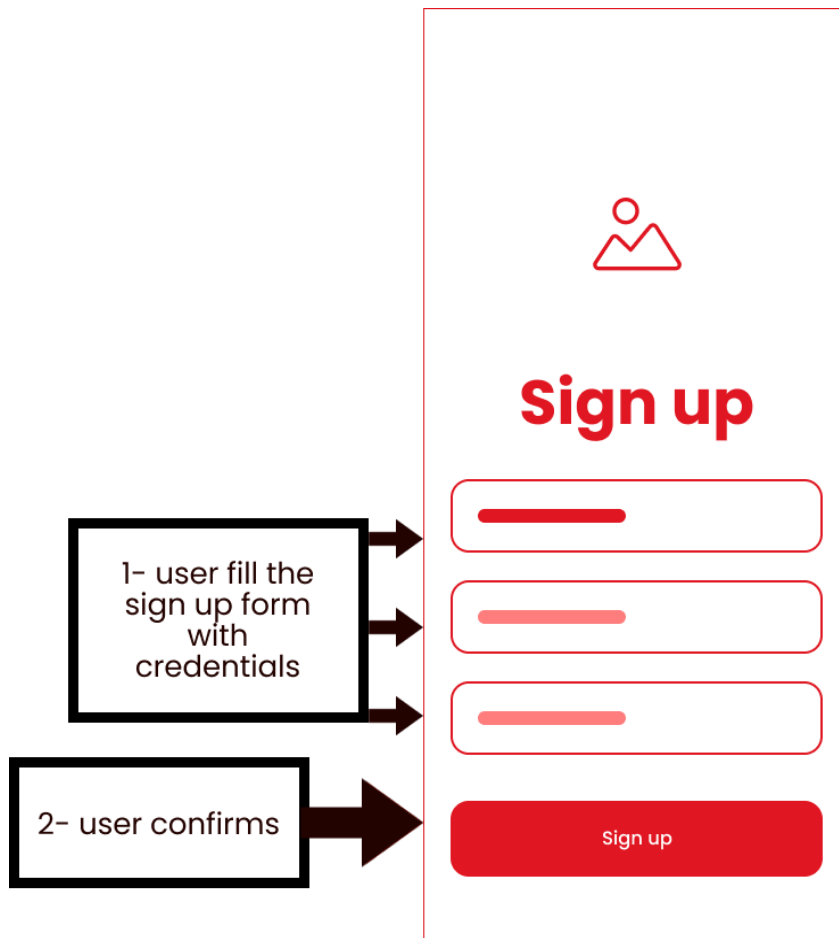 Sign up
1- user fill the
sign up form
with
credentials
2- user confirms
Sign up